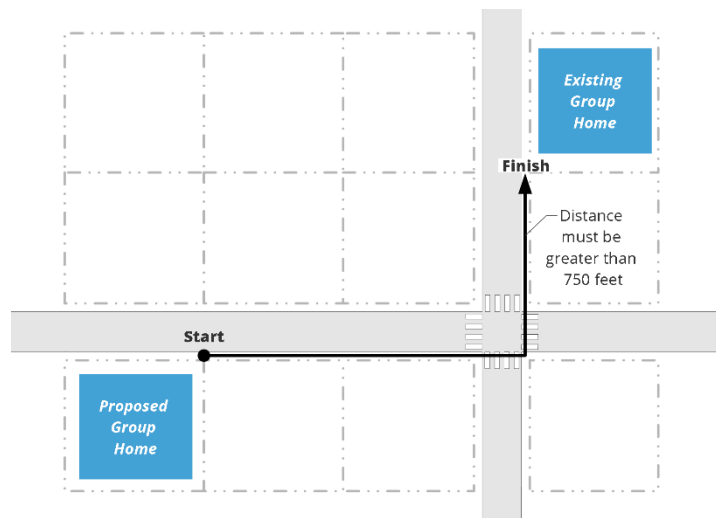 Existing
Group
Home
Finish
Distance
must be
greater than
750 feet
Start
Proposed
Group
Home